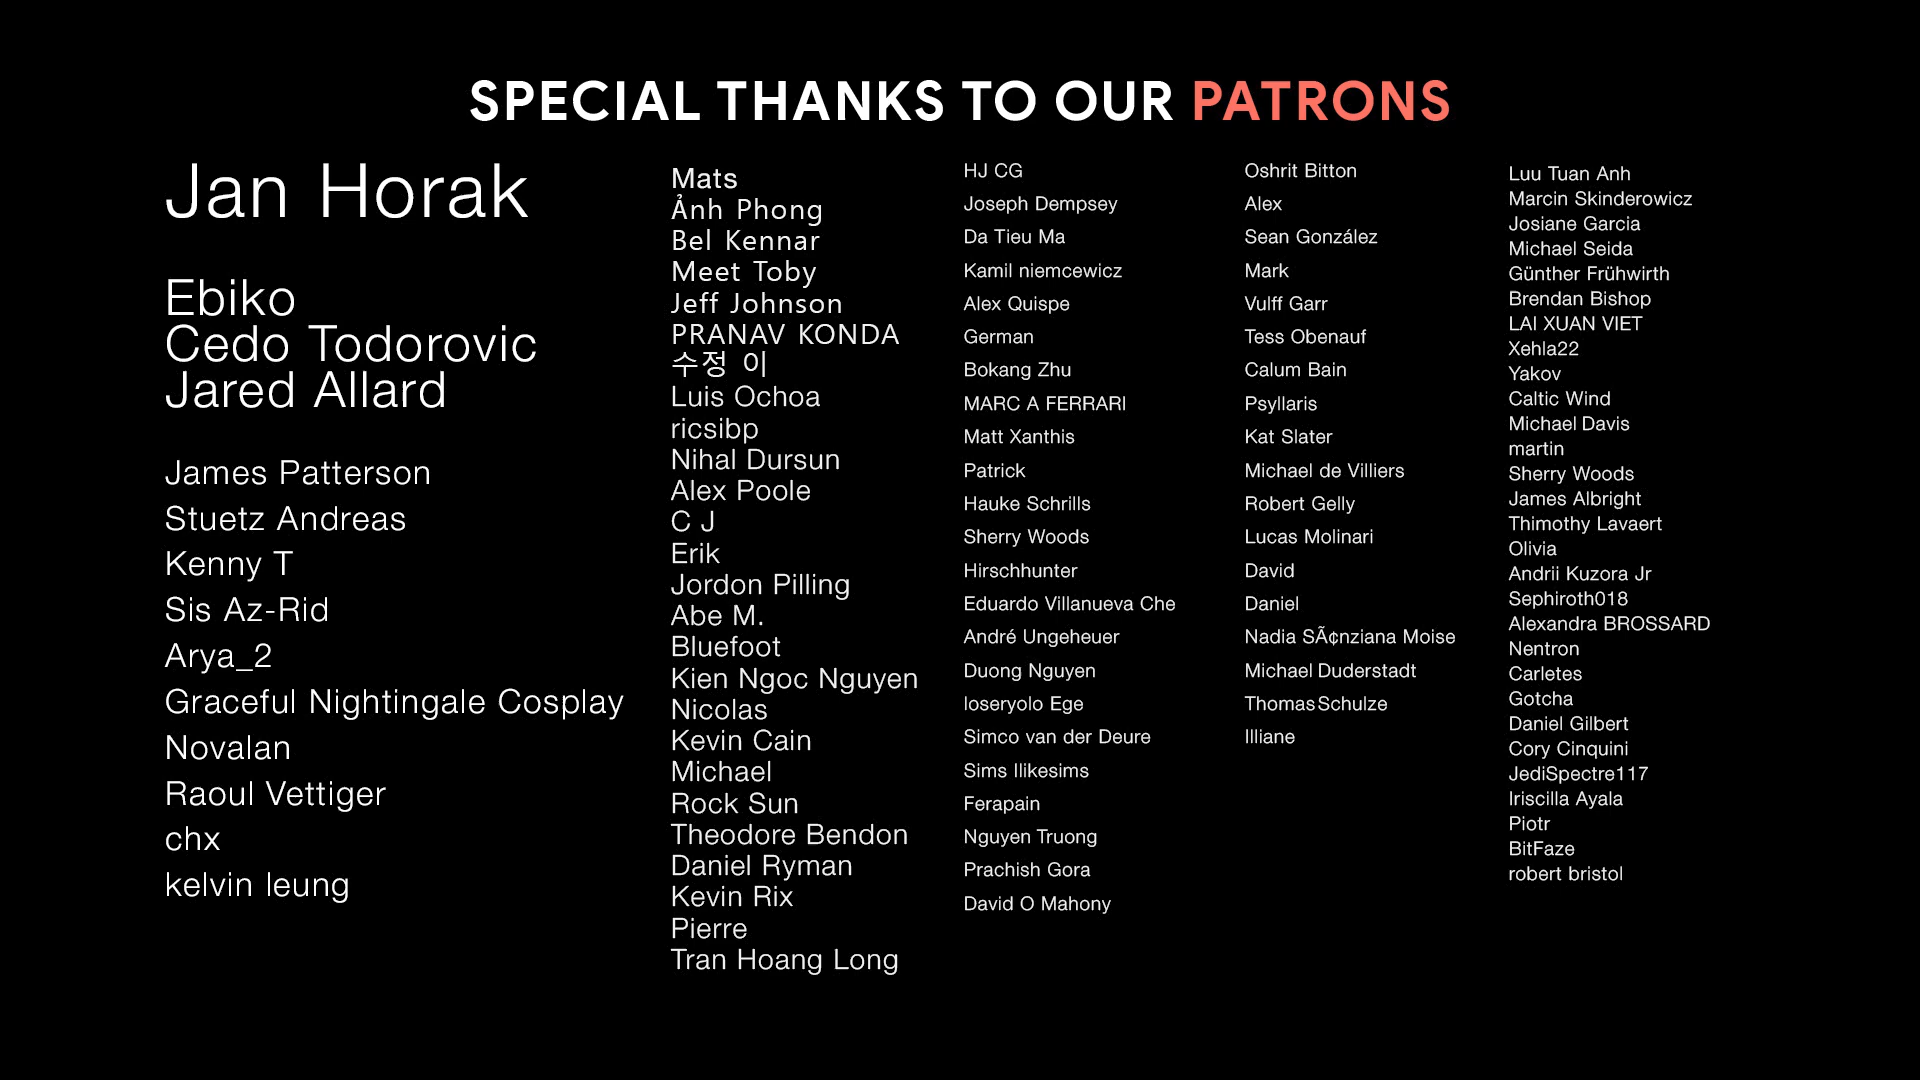 SPECIAL THANKS TO OUR PATRONS
Jan Horak
Ebiko
Cedo Todorovic
Jared Allard
James Patterson
Stuetz Andreas
Kenny T
Sis Az-Rid
Arya_2
Graceful Nightingale Cosplay
Novalan
Raoul Vettiger
chx
kelvin leung
Mats
Ảnh Phong
Bel Kennar
Meet Toby
Jeff Johnson
PRANAV KONDA
수정 이
Luis Ochoa
ricsibp
Nihal Dursun
Alex Poole
C J
Erik
Jordon Pilling
Abe M.
Bluefoot
Kien Ngoc Nguyen
Nicolas
Kevin Cain
Michael
Rock Sun
Theodore Bendon
Daniel Ryman
Kevin Rix
Pierre
Tran Hoang Long
HJ CG
Joseph Dempsey
Da Tieu Ma
Kamil niemcewicz
Alex Quispe
German
Bokang Zhu
MARC A FERRARI
Matt Xanthis
Patrick
Hauke Schrills
Sherry Woods
Hirschhunter
Eduardo Villanueva Che
André Ungeheuer
Duong Nguyen
loseryolo Ege
Simco van der Deure
Sims Ilikesims
Ferapain
Nguyen Truong
Prachish Gora
David O Mahony
Oshrit Bitton
Alex
Sean González
Mark
Vulff Garr
Tess Obenauf
Calum Bain
Psyllaris
Kat Slater
Michael de Villiers
Robert Gelly
Lucas Molinari
David
Daniel
Nadia SÃ¢nziana Moise
Michael Duderstadt
Thomas Schulze
Illiane
Luu Tuan Anh
Marcin Skinderowicz
Josiane Garcia
Michael Seida
Günther Frühwirth
Brendan Bishop
LAI XUAN VIET
Xehla22
Yakov
Caltic Wind
Michael Davis
martin
Sherry Woods
James Albright
Thimothy Lavaert
Olivia
Andrii Kuzora Jr
Sephiroth018
Alexandra BROSSARD
Nentron
Carletes
Gotcha
Daniel Gilbert
Cory Cinquini
JediSpectre117
Iriscilla Ayala
Piotr
BitFaze
robert bristol